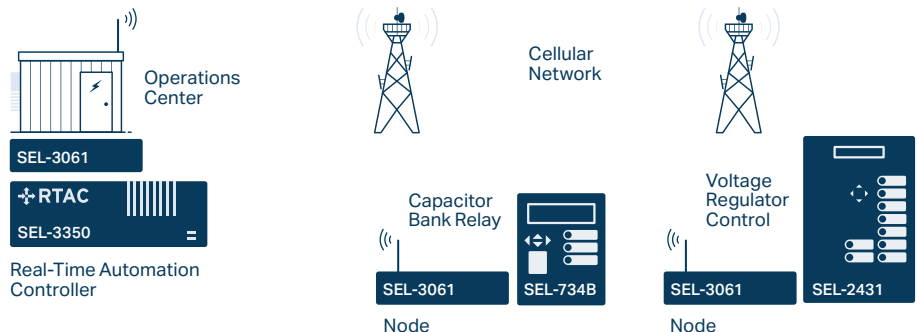 Operations
Center
SEL-3061
RTAC
SEL-3350
Real-Time Automation
Controller
Cellular
Network
Capacitor
Bank Relay
SEL-3061
SEL-734B
Node
Voltage
Regulator
Control
SEL-3061
SEL-2431
Node